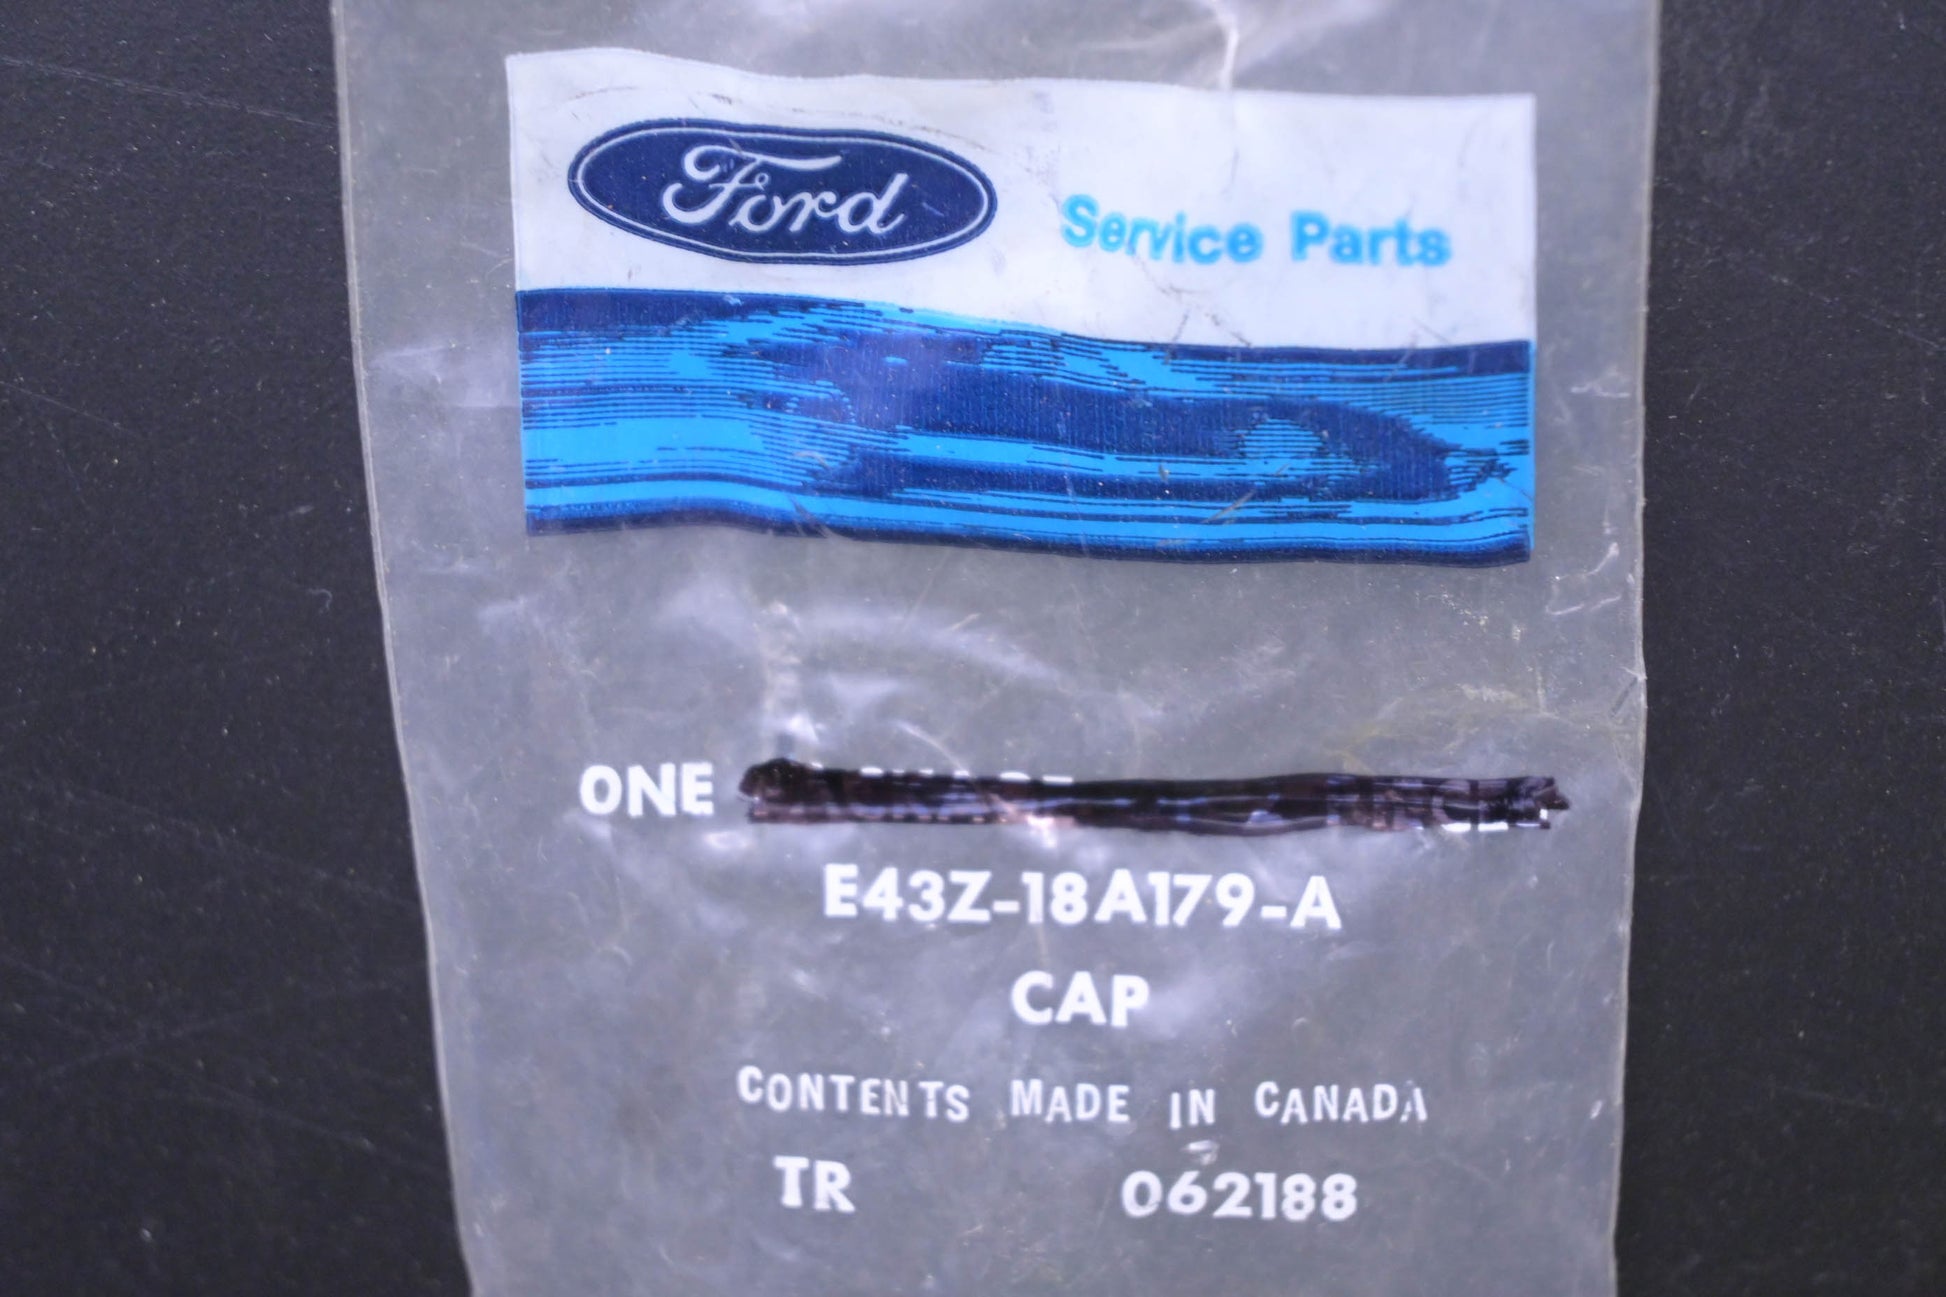 Ford Service Parts
ONE
E43Z-18A179-A
CAP
CONTENTS MADE IN CANADA
TR 062188